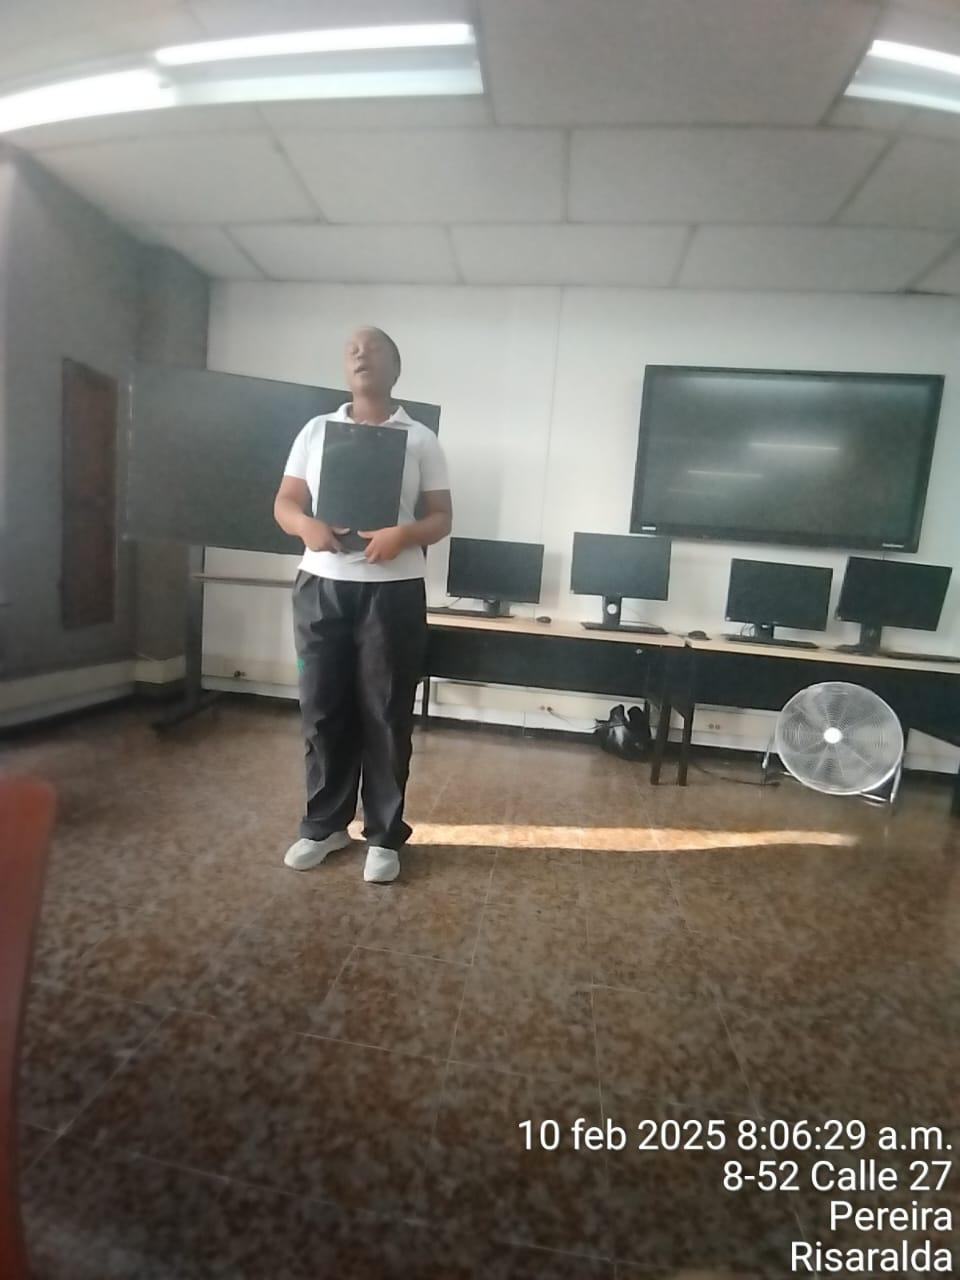 10 feb 2025 8:06:29 a.m.
8-52 Calle 27
Pereira
Risaralda